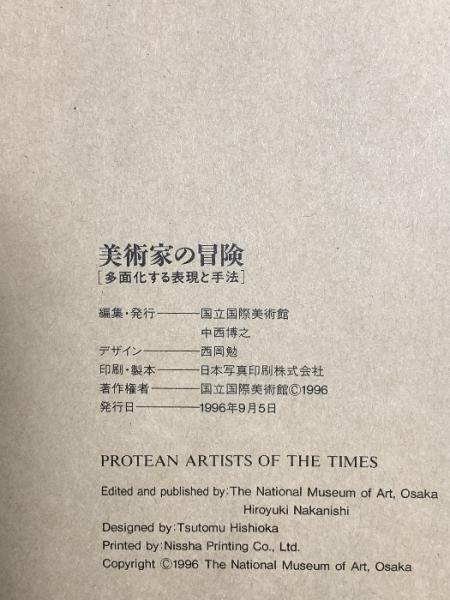 美術家の冒険
[多面化する表現と手法]
編集・発行───国立国際美術館
中西博之
デザイン───西岡勉
印刷・製本───日本写真印刷株式会社
著作権者───国立国際美術館©1996
発行日───1996年9月5日
PROTEAN ARTISTS OF THE TIMES
Edited and published by:The National Museum of Art, Osaka
Hiroyuki Nakanishi
Designed by:Tsutomu Hishioka
Printed by:Nissha Printing Co., Ltd.
Copyright ©1996 The National Museum of Art, Osaka